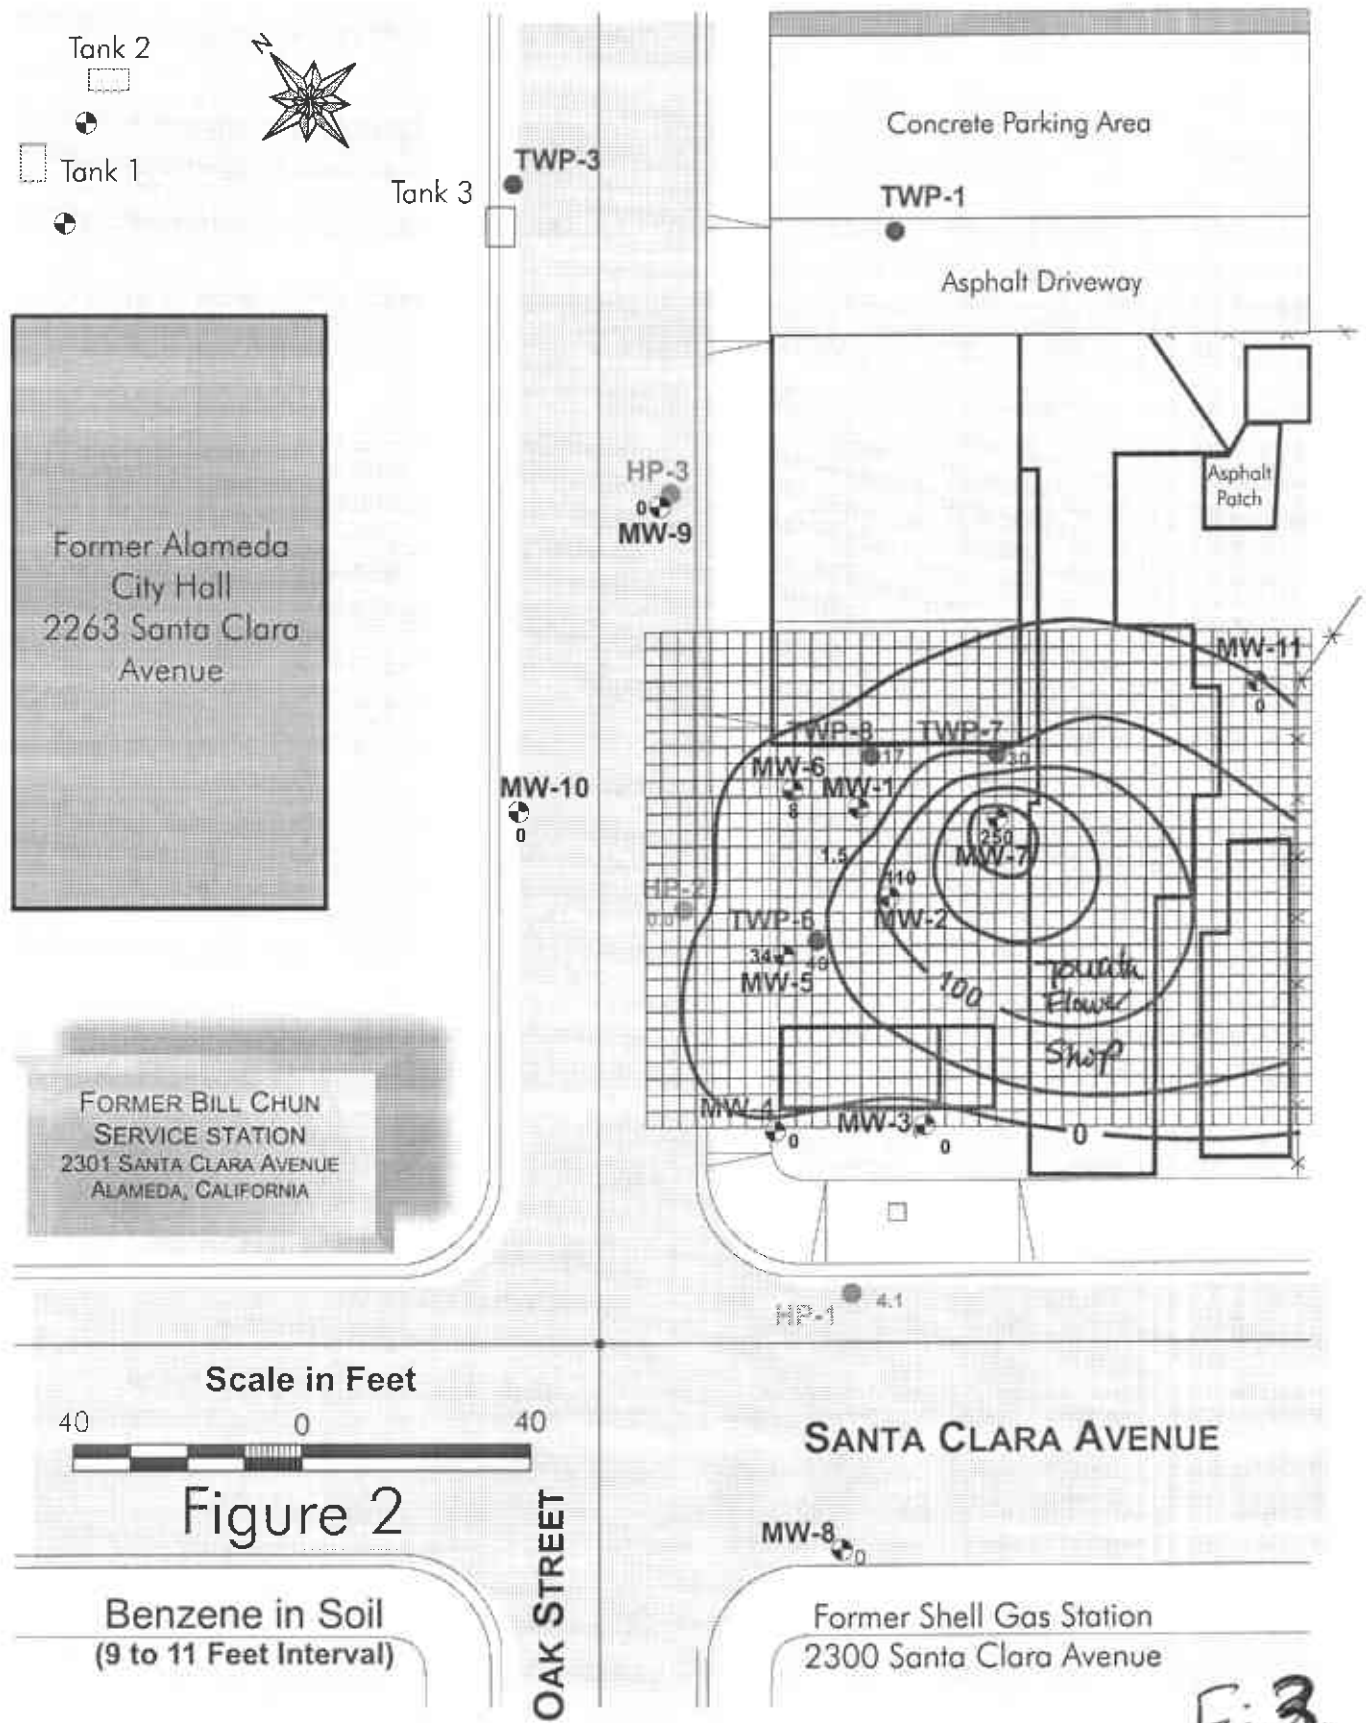 Tank 2
N
Tank 1
Tank 3
TWP-3
Concrete Parking Area
TWP-1
Asphalt Driveway
Asphalt
Patch
HP-3
0
MW-9
Former Alameda
City Hall
2263 Santa Clara
Avenue
MW-11
0
TWP-8
17
TWP-7
30
MW-6
8
MW-1
MW-10
0
1.5
250
MW-7
110
MW-2
HP-2
0.0
TWP-6
34
MW-5
100
Flower
Shop
FORMER BILL CHUN
SERVICE STATION
2301 SANTA CLARA AVENUE
ALAMEDA, CALIFORNIA
MW-4
0
MW-3
0
0
HP-1
4.1
Scale in Feet
40 0 40
Figure 2
SANTA CLARA AVENUE
OAK STREET
MW-8
0
Benzene in Soil
(9 to 11 Feet Interval)
Former Shell Gas Station
2300 Santa Clara Avenue
3